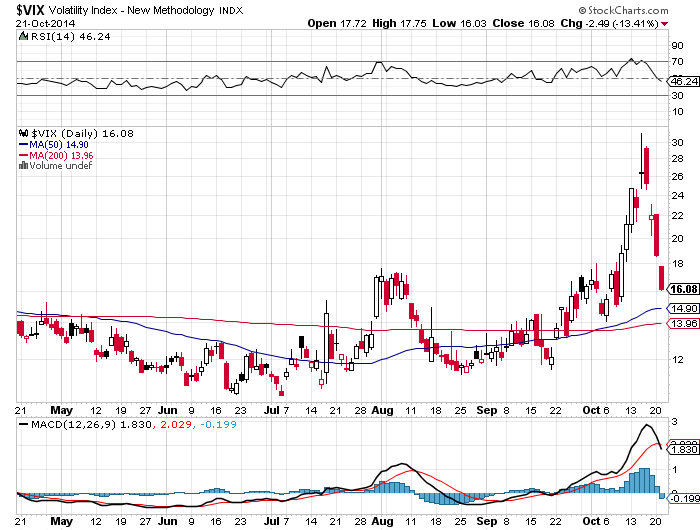 $VIX Volatility Index - New Methodology INDX © StockCharts.com
21-Oct-2014 Open 17.72 High 17.75 Low 16.03 Close 16.08 Chg -2.49 (-13.41%)
RSI(14) 46.24
90
70
50
46.24
30
10
$VIX (Daily) 16.08
MA(50) 14.90
MA(200) 13.96
Volume undef
30
28
26
24
22
20
18
16.08
14.90
13.96
12
21 May 12 19 27 Jun 9 16 23 Jul 7 14 21 28 Aug 11 18 25 Sep 8 15 22 Oct 6 13 20
MACD(12,26,9) 1.830, 2.029, -0.199
3
2.029
1.830
1
0
-0.199
21 May 12 19 27 Jun 9 16 23 Jul 7 14 21 28 Aug 11 18 25 Sep 8 15 22 Oct 6 13 20